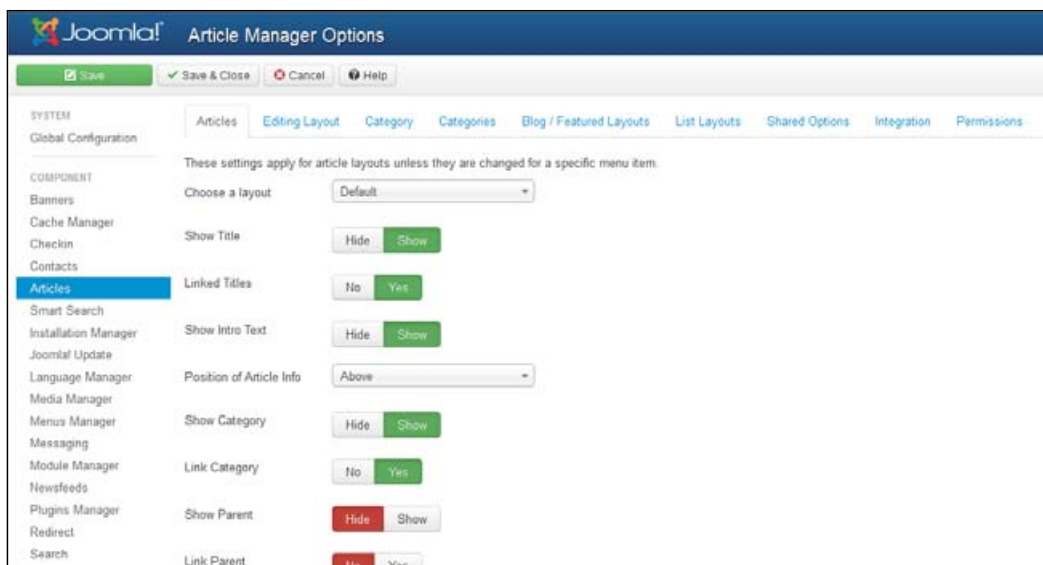 Joomla!® Article Manager Options
Save Save & Close Cancel Help
SYSTEM
Global Configuration
COMPONENT
Banners
Cache Manager
Checkin
Contacts
Articles
Smart Search
Installation Manager
Joomla! Update
Language Manager
Media Manager
Menus Manager
Messaging
Module Manager
Newsfeeds
Plugins Manager
Redirect
Search
Articles Editing Layout Category Categories Blog / Featured Layouts List Layouts Shared Options Integration Permissions
These settings apply for article layouts unless they are changed for a specific menu item.
Choose a layout Default
Show Title Hide Show
Linked Titles No Yes
Show Intro Text Hide Show
Position of Article Info Above
Show Category Hide Show
Link Category No Yes
Show Parent Hide Show
Link Parent No Yes